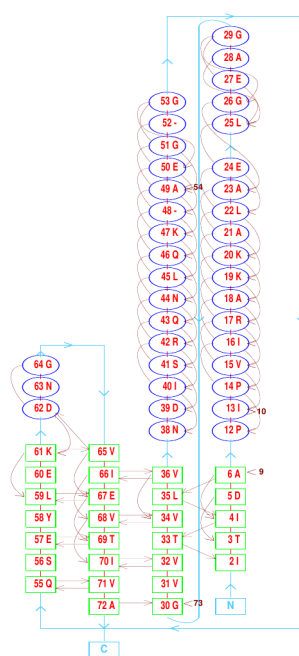 29 G
28 A
27 E
26 G
25 L
53 G
52 -
51 G
50 E
49 A
54
48 -
47 K
46 Q
45 L
44 N
43 Q
42 R
41 S
40 I
39 D
38 N
24 E
23 A
22 L
21 A
20 K
19 K
18 A
17 R
16 I
15 V
14 P
13 I
10
12 P
64 G
63 N
62 D
61 K
60 E
59 L
58 Y
57 E
56 S
55 Q
65 V
66 I
67 E
68 V
69 T
70 I
71 V
72 A
36 V
35 L
34 V
33 T
32 V
31 V
30 G
73
6 A
9
5 D
4 I
3 T
2 I
N
C